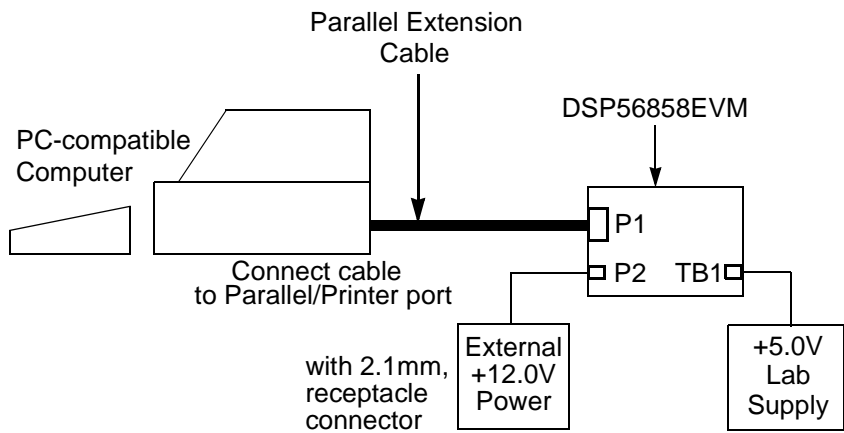 Parallel Extension
Cable
DSP56858EVM
PC-compatible
Computer
P1
Connect cable
to Parallel/Printer port
P2
TB1
with 2.1mm,
receptacle
connector
External
+12.0V
Power
+5.0V
Lab
Supply